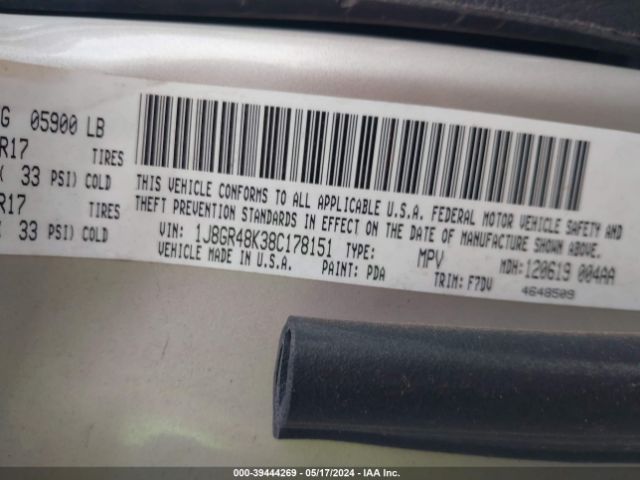 G 05900 LB
R17 TIRES
( 33 PSI) COLD
R17 TIRES
33 PSI) COLD
THIS VEHICLE CONFORMS TO ALL APPLICABLE U.S.A. FEDERAL MOTOR VEHICLE SAFETY AND
THEFT PREVENTION STANDARDS IN EFFECT ON THE DATE OF MANUFACTURE SHOWN ABOVE.
VIN: 1J8GR48K38C178151 TYPE: MPV MDH:120619 004AA
VEHICLE MADE IN U.S.A. PAINT: PDA TRIM: F7DV
4648509
© - 39444269 - 05/17/2024 - IAA Inc.